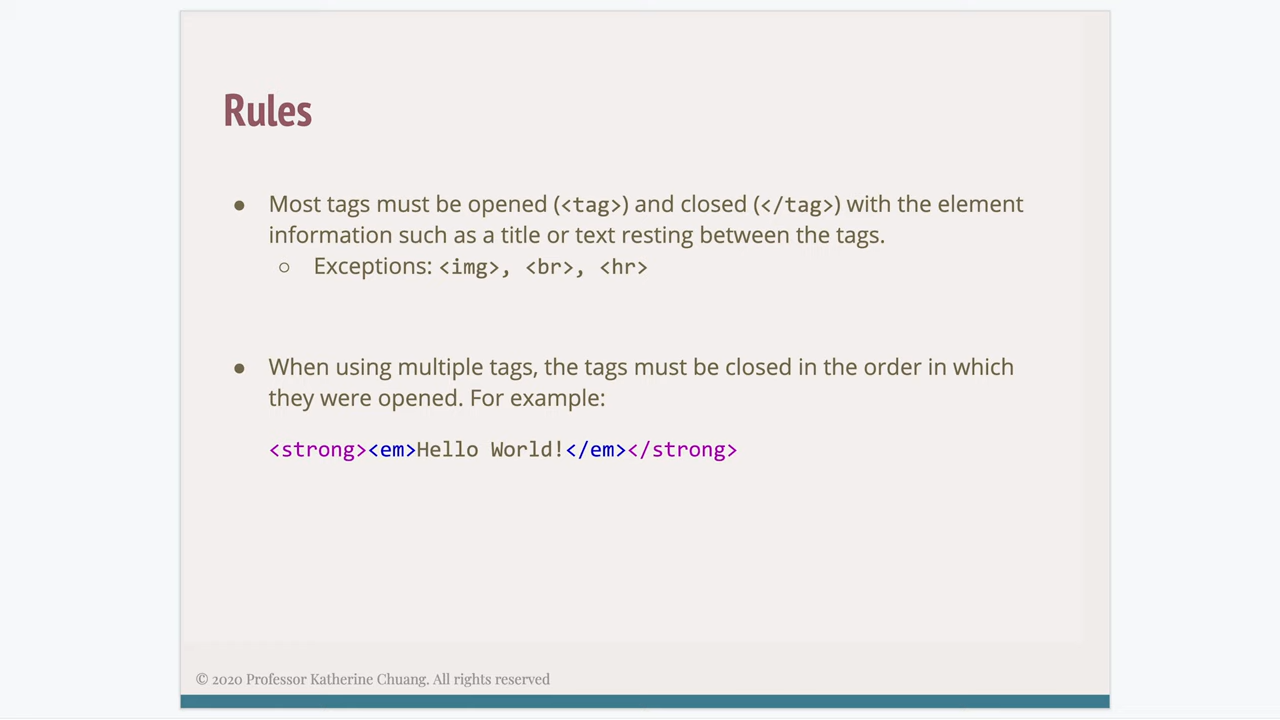 Rules
● Most tags must be opened (<tag>) and closed (</tag>) with the element
information such as a title or text resting between the tags.
○ Exceptions: <img>, <br>, <hr>
● When using multiple tags, the tags must be closed in the order in which
they were opened. For example:
<strong><em>Hello World!</em></strong>
© 2020 Professor Katherine Chuang. All rights reserved